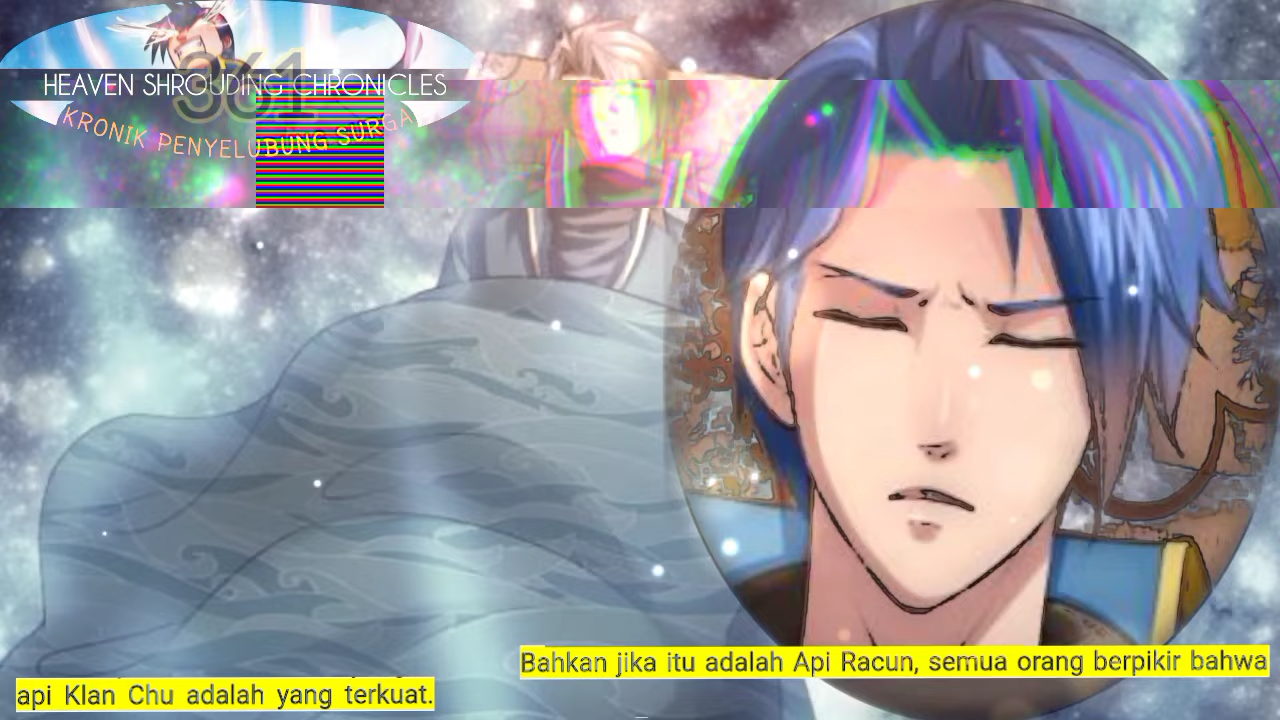 361
HEAVEN SHROUDING CHRONICLES
KRONIK PENYELUBUNG SURGA
Bahkan jika itu adalah Api Racun, semua orang berpikir bahwa
api Klan Chu adalah yang terkuat.